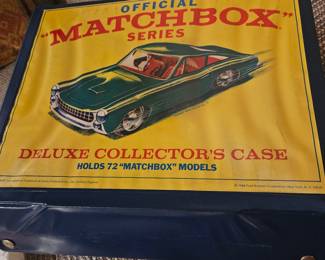 OFFICIAL
"MATCHBOX"
SERIES
DELUXE COLLECTOR'S CASE
HOLDS 72 "MATCHBOX" MODELS